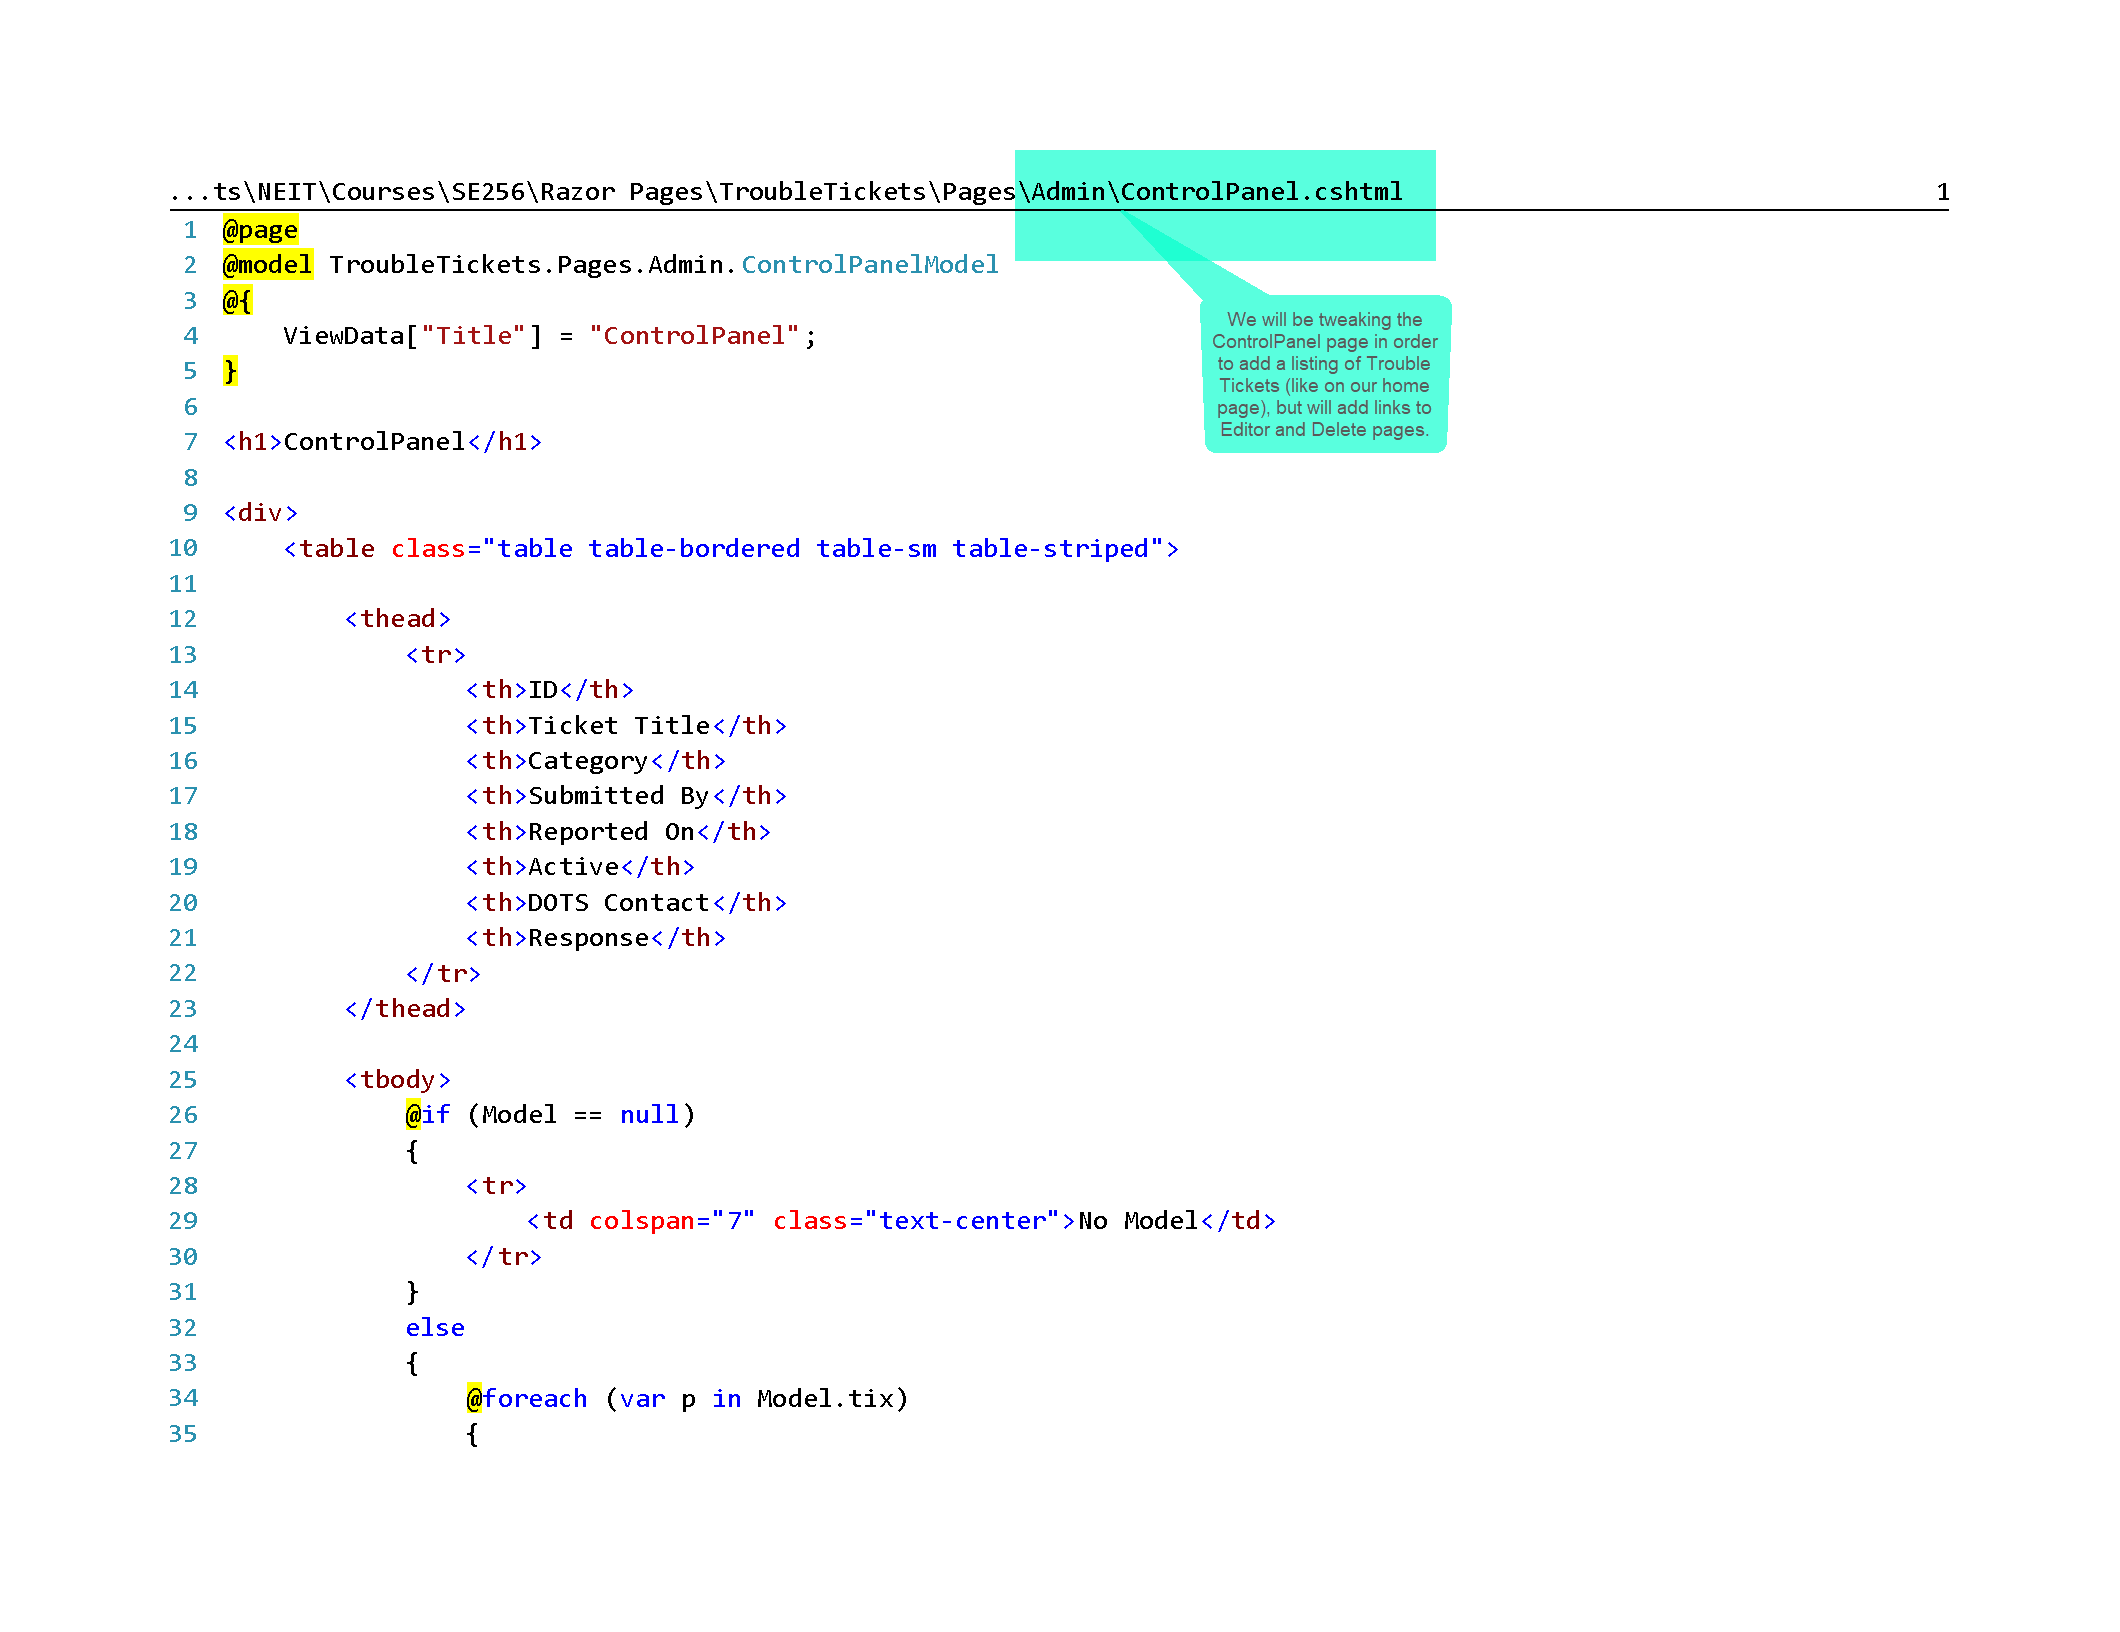 ...ts\NEIT\Courses\SE256\Razor Pages\TroubleTickets\Pages\Admin\ControlPanel.cshtml 1
1 @page
2 @model TroubleTickets.Pages.Admin.ControlPanelModel
3 @{
4     ViewData["Title"] = "ControlPanel";
5 }
We will be tweaking the
ControlPanel page in order
to add a listing of Trouble
Tickets (like on our home
page), but will add links to
Editor and Delete pages.
6
7 <h1>ControlPanel</h1>
8
9 <div>
10     <table class="table table-bordered table-sm table-striped">
11
12         <thead>
13             <tr>
14                 <th>ID</th>
15                 <th>Ticket Title</th>
16                 <th>Category</th>
17                 <th>Submitted By</th>
18                 <th>Reported On</th>
19                 <th>Active</th>
20                 <th>DOTS Contact</th>
21                 <th>Response</th>
22             </tr>
23         </thead>
24
25         <tbody>
26             @if (Model == null)
27             {
28                 <tr>
29                     <td colspan="7" class="text-center">No Model</td>
30                 </tr>
31             }
32             else
33             {
34                 @foreach (var p in Model.tix)
35                 {